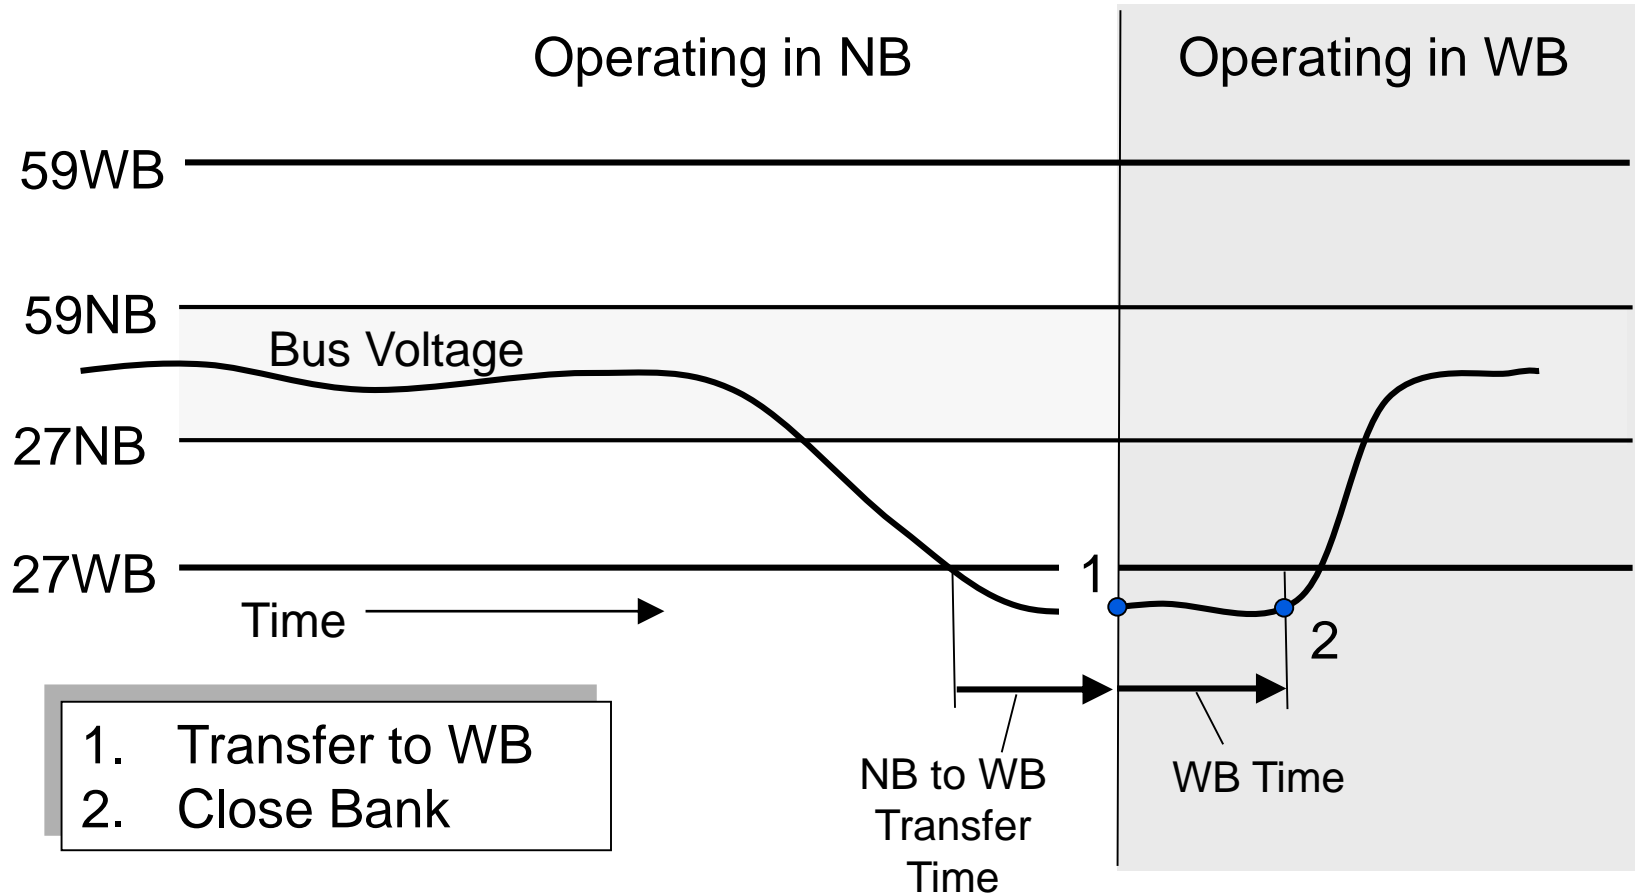 Operating in NB
Operating in WB
59WB
59NB
Bus Voltage
27NB
27WB
1
Time
2
1. Transfer to WB
2. Close Bank
NB to WB
Transfer
Time
WB Time